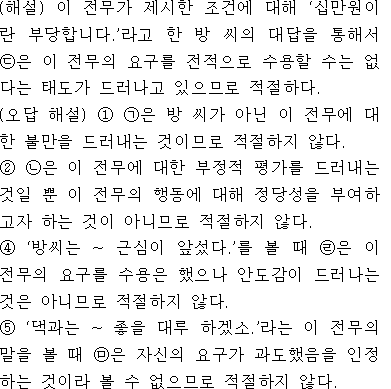 (해설) 이 전무가 제시한 조건에 대해 ‘십만원이
란 부당합니다.’라고 한 방 씨의 대답을 통해서
㉢은 이 전무의 요구를 전적으로 수용할 수는 없
다는 태도가 드러나고 있으므로 적절하다.
(오답 해설) ① ㉠은 방 씨가 아닌 이 전무에 대
한 불만을 드러내는 것이므로 적절하지 않다.
② ㉡은 이 전무에 대한 부정적 평가를 드러내는
것일 뿐 이 전무의 행동에 대해 정당성을 부여하
고자 하는 것이 아니므로 적절하지 않다.
④ ‘방씨는 ~ 근심이 앞섰다.’를 볼 때 ㉣은 이
전무의 요구를 수용은 했으나 안도감이 드러나는
것은 아니므로 적절하지 않다.
⑤ ‘댁과는 ~ 좋을 대루 하겠소.’라는 이 전무의
말을 볼 때 ㉤은 자신의 요구가 과도했음을 인정
하는 것이라 볼 수 없으므로 적절하지 않다.